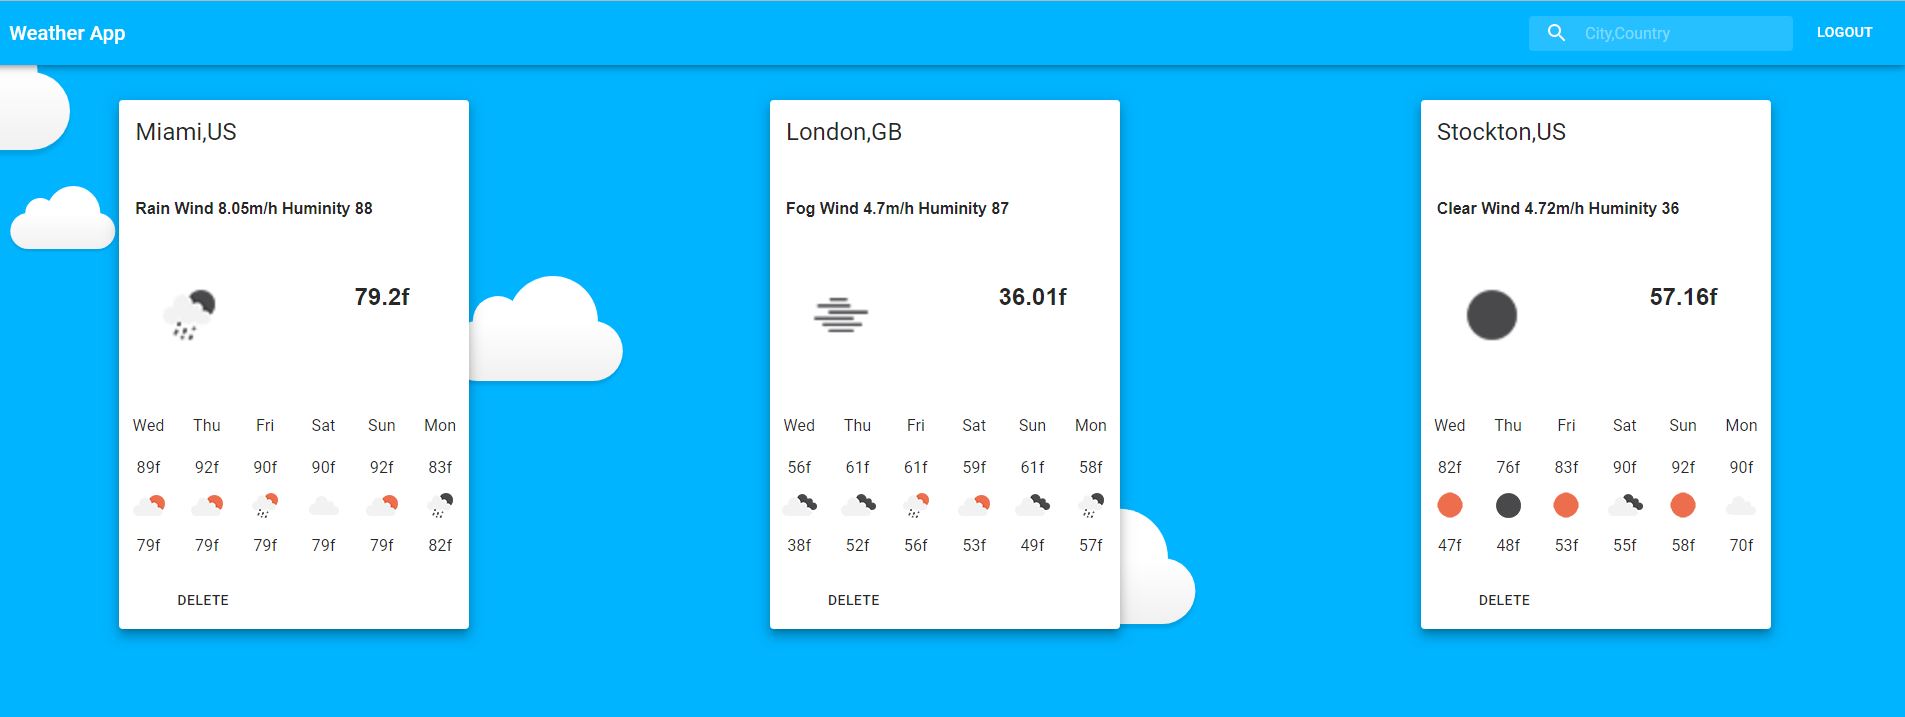 Weather App
City,Country
LOGOUT
Miami,US
Rain Wind 8.05m/h Huminity 88
79.2f
Wed Thu Fri Sat Sun Mon
89f 92f 90f 90f 92f 83f
79f 79f 79f 79f 79f 82f
DELETE
London,GB
Fog Wind 4.7m/h Huminity 87
36.01f
Wed Thu Fri Sat Sun Mon
56f 61f 61f 59f 61f 58f
38f 52f 56f 53f 49f 57f
DELETE
Stockton,US
Clear Wind 4.72m/h Huminity 36
57.16f
Wed Thu Fri Sat Sun Mon
82f 76f 83f 90f 92f 90f
47f 48f 53f 55f 58f 70f
DELETE